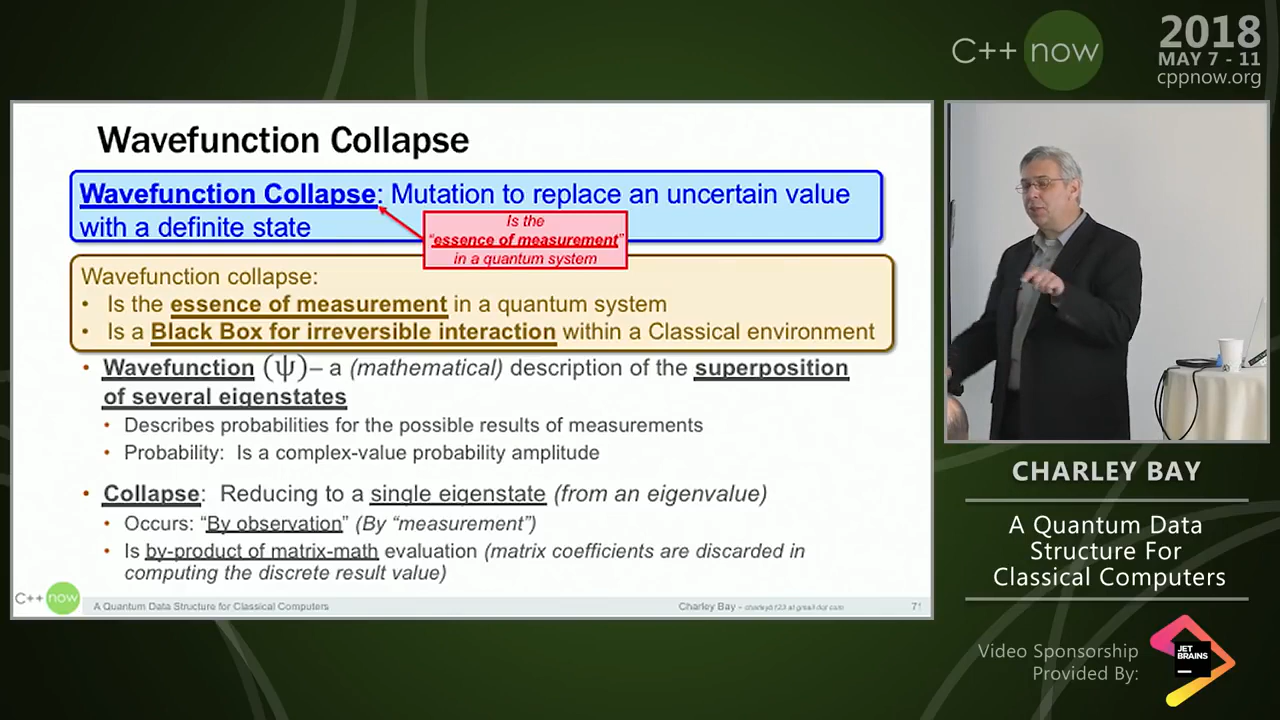 C++ now
2018
MAY 7 - 11
cppnow.org
Wavefunction Collapse
Wavefunction Collapse: Mutation to replace an uncertain value
with a definite state
Is the
"essence of measurement"
in a quantum system
Wavefunction collapse:
• Is the essence of measurement in a quantum system
• Is a Black Box for irreversible interaction within a Classical environment
• Wavefunction (ψ)– a (mathematical) description of the superposition
of several eigenstates
• Describes probabilities for the possible results of measurements
• Probability: Is a complex-value probability amplitude
• Collapse: Reducing to a single eigenstate (from an eigenvalue)
• Occurs: "By observation" (By "measurement")
• Is by-product of matrix-math evaluation (matrix coefficients are discarded in
computing the discrete result value)
C++ now
A Quantum Data Structure for Classical Computers
Charley Bay –
71
CHARLEY BAY
A Quantum Data
Structure For
Classical Computers
Video Sponsorship
Provided By:
JET
BRAINS